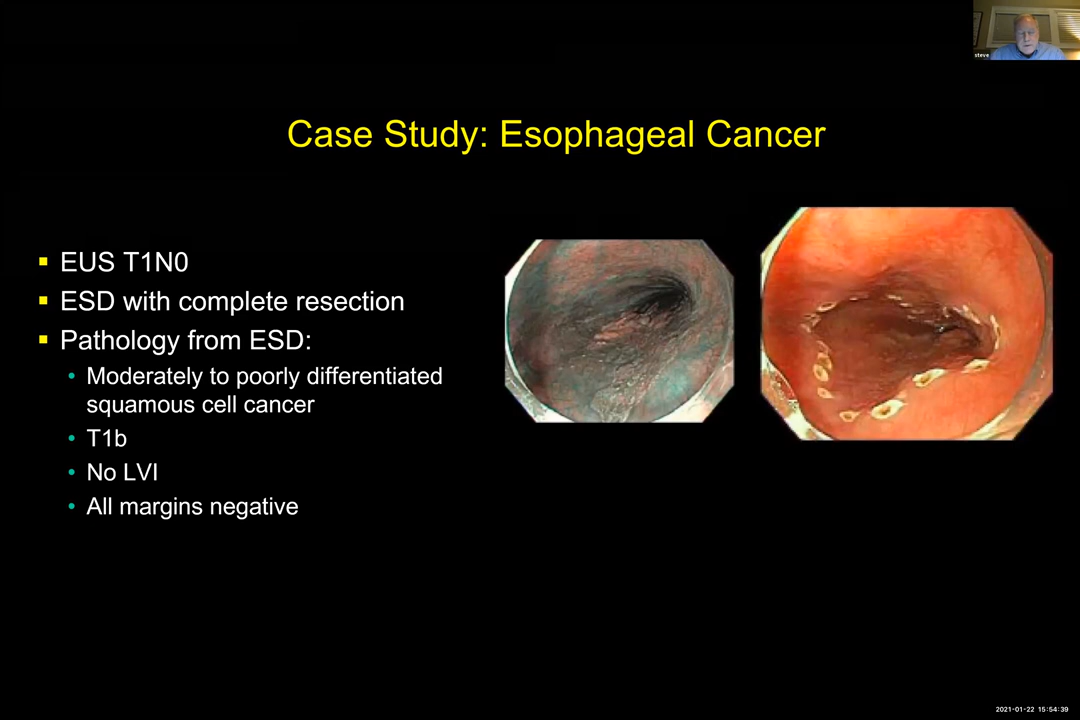 steve
Case Study: Esophageal Cancer
EUS T1N0
ESD with complete resection
Pathology from ESD:
Moderately to poorly differentiated
squamous cell cancer
T1b
No LVI
All margins negative
2021-01-22 15:54:39